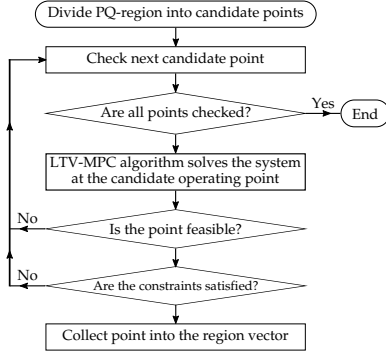 Divide PQ-region into candidate points
Check next candidate point
Are all points checked?
Yes
End
LTV-MPC algorithm solves the system
at the candidate operating point
No
Is the point feasible?
No
Are the constraints satisfied?
Collect point into the region vector